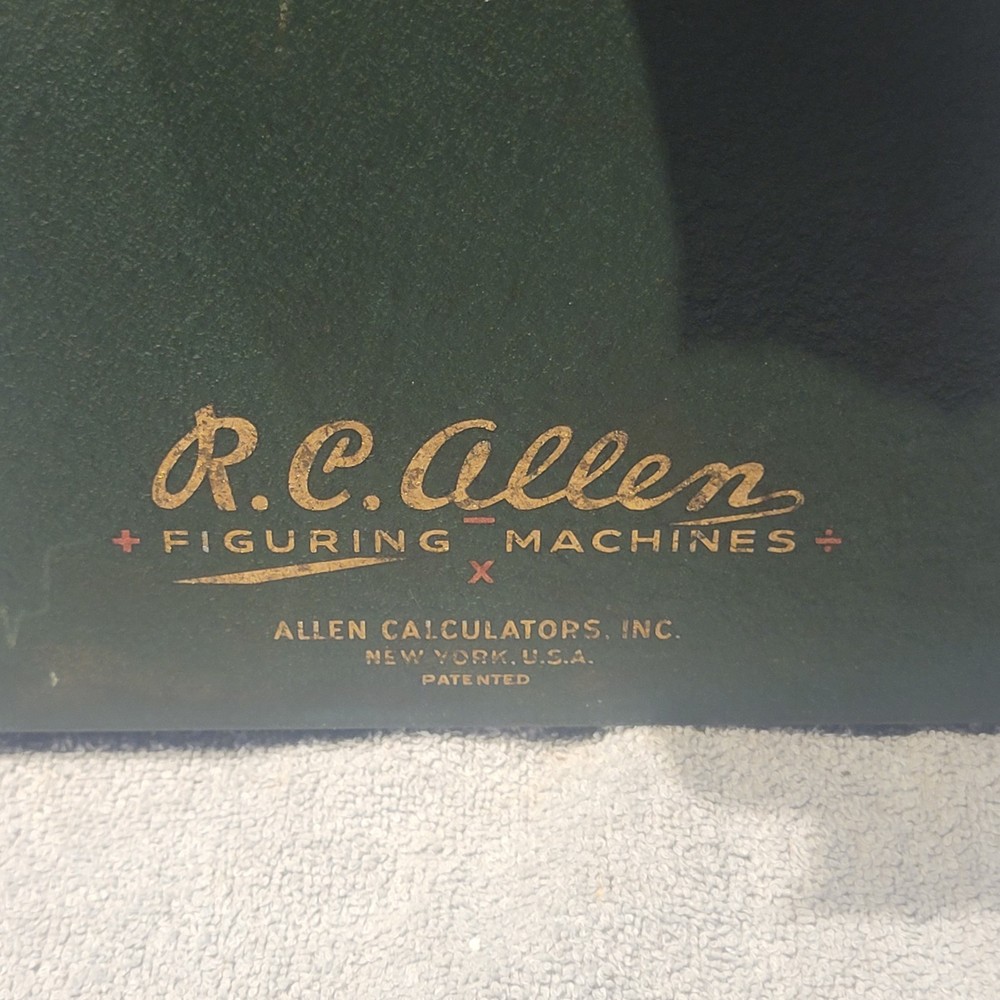 R.C. Allen
+ FIGURING − MACHINES ÷
x
ALLEN CALCULATORS, INC.
NEW YORK, U.S.A.
PATENTED